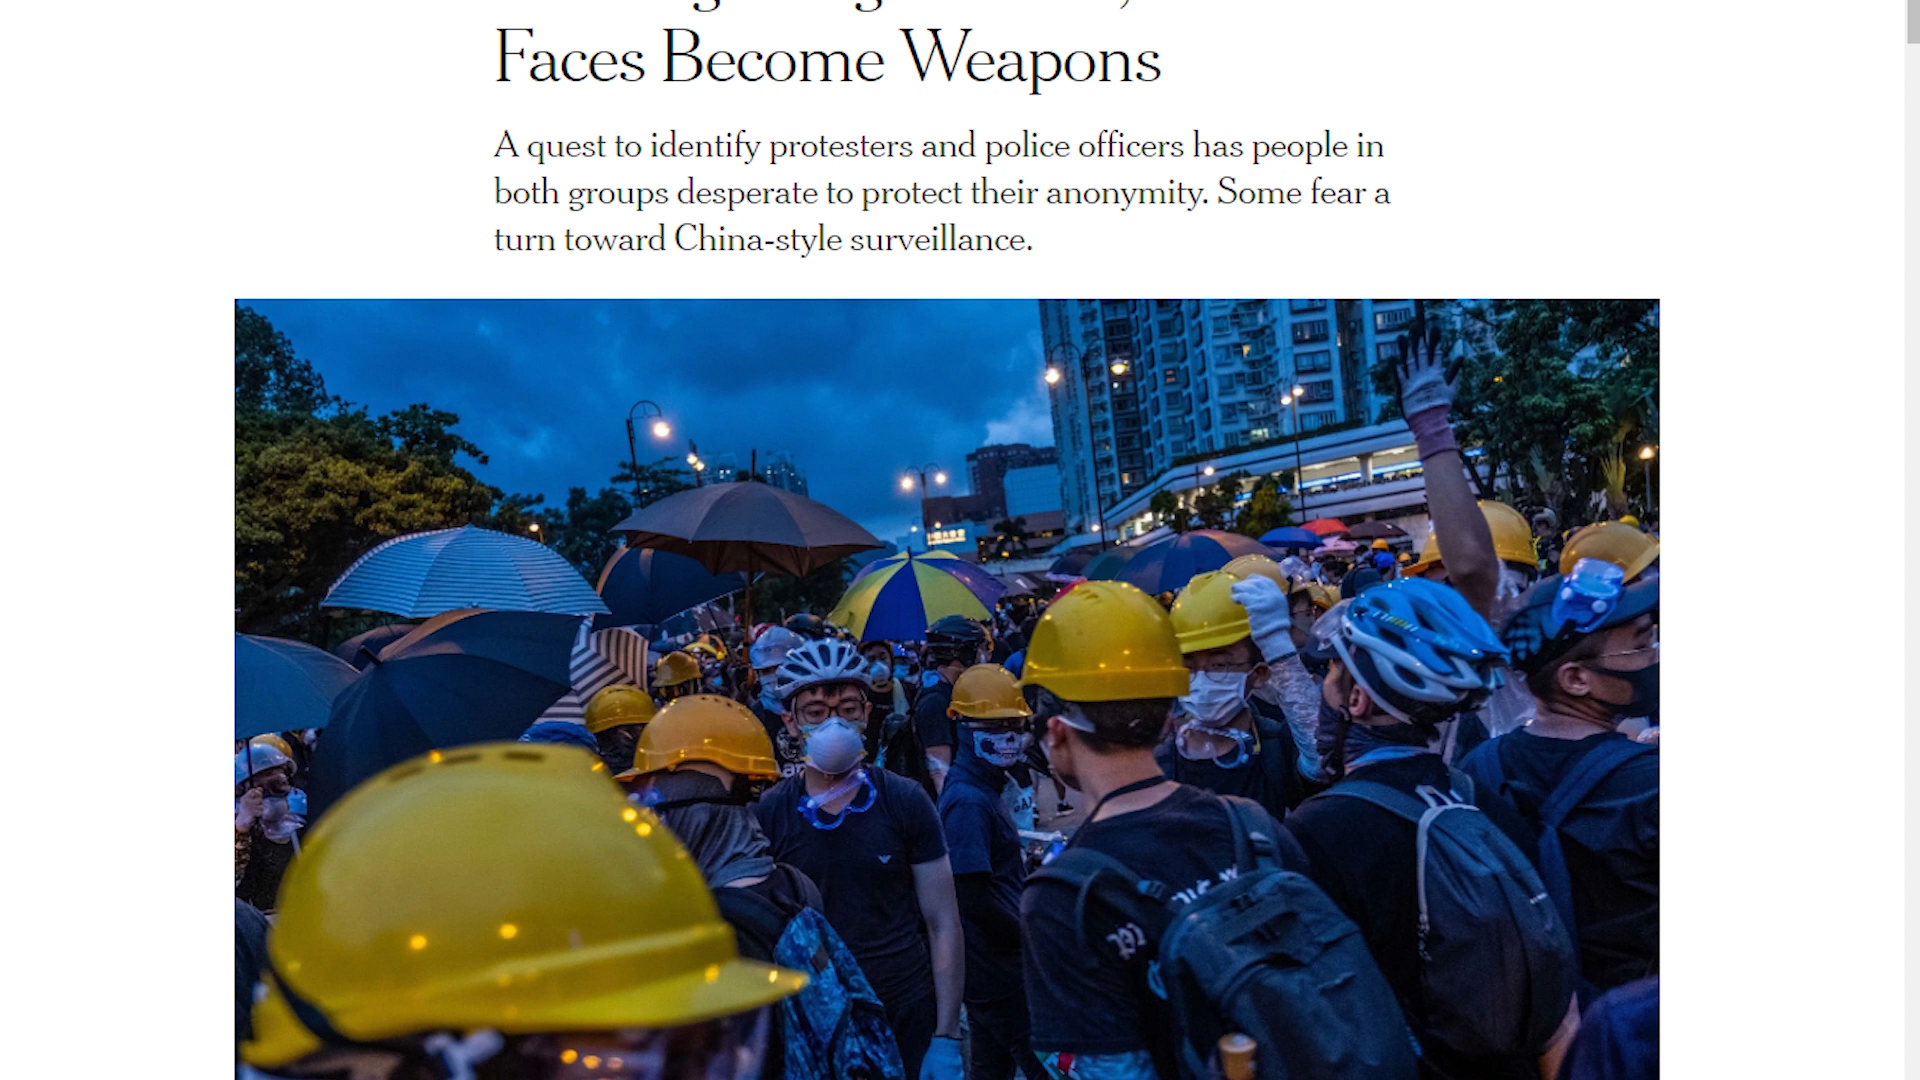 Faces Become Weapons
A quest to identify protesters and police officers has people in
both groups desperate to protect their anonymity. Some fear a
turn toward China-style surveillance.